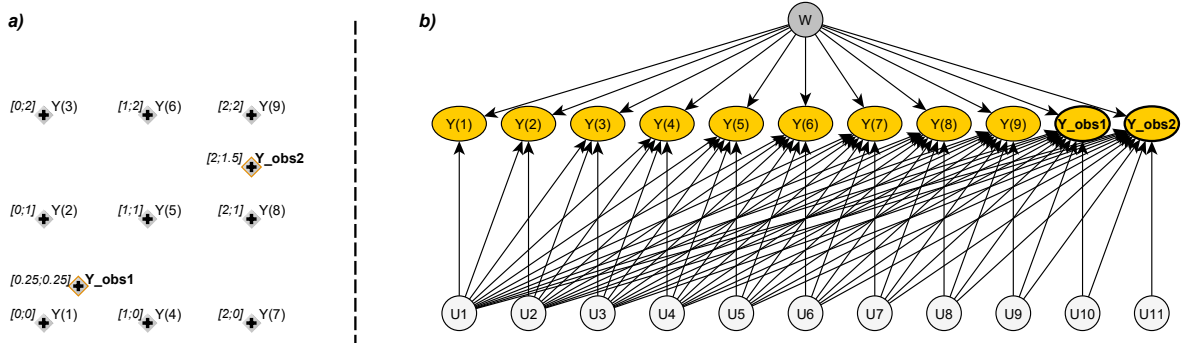 a)
[0;2] Y(3) [1;2] Y(6) [2;2] Y(9)
[2;1.5] Y_obs2
[0;1] Y(2) [1;1] Y(5) [2;1] Y(8)
[0.25;0.25] Y_obs1
[0;0] Y(1) [1;0] Y(4) [2;0] Y(7)
b)
W
Y(1) Y(2) Y(3) Y(4) Y(5) Y(6) Y(7) Y(8) Y(9) Y_obs1 Y_obs2
U1 U2 U3 U4 U5 U6 U7 U8 U9 U10 U11